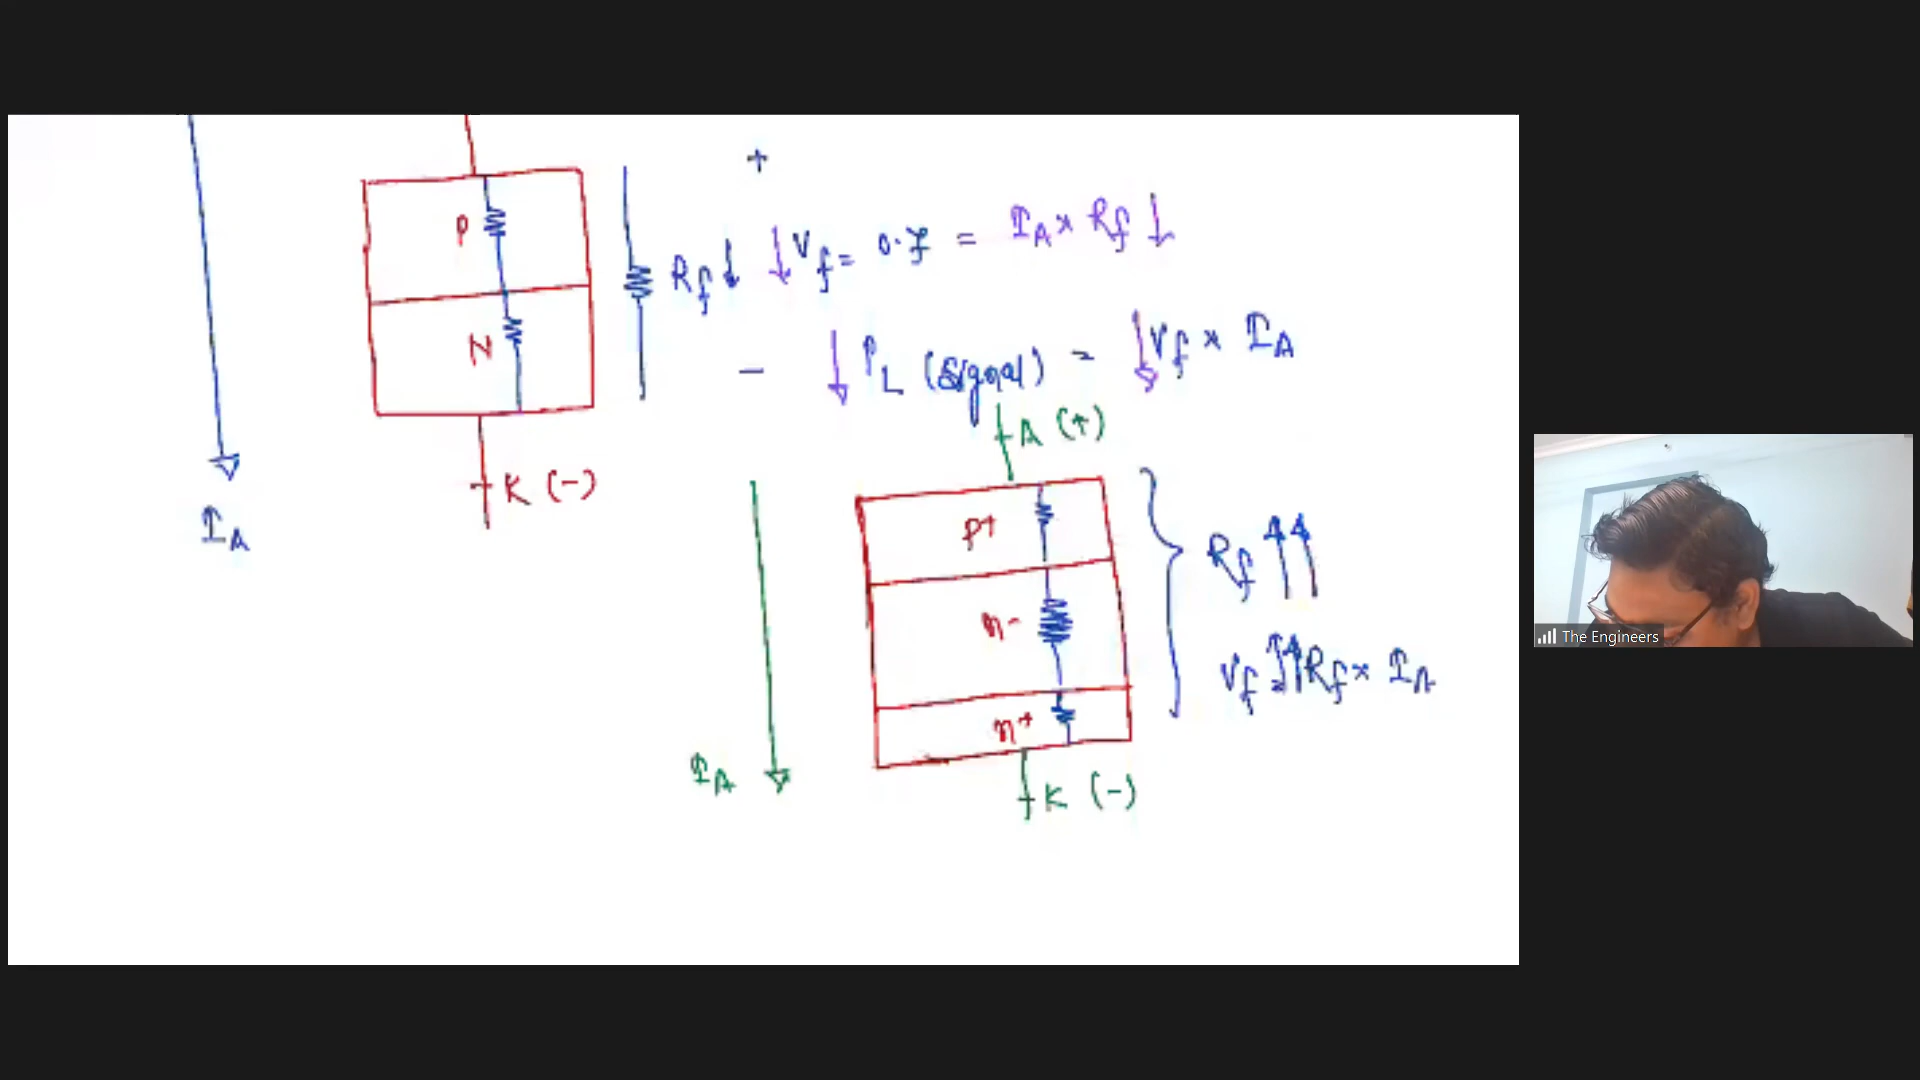 +
P
Rf↓ ↓Vf = 0.7 = IA × Rf↓
N
- ↓PL (Signal) = ↓Vf × IA
A (+)
K (-)
IA
P+
Rf ↑↑
n-
Vf = ↑↑Rf × IA
n+
IA
K (-)
The Engineers